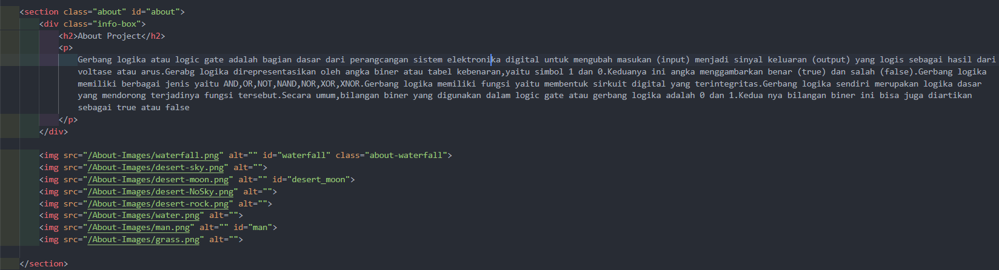 <section class="about" id="about">
<div class="info-box">
<h2>About Project</h2>
<p>
Gerbang logika atau logic gate adalah bagian dasar dari perangcangan sistem elektronika digital untuk mengubah masukan (input) menjadi sinyal keluaran (output) yang logis sebagai hasil dari
voltase atau arus.Gerabg logika direpresentasikan oleh angka biner atau tabel kebenaran,yaitu simbol 1 dan 0.Keduanya ini angka menggambarkan benar (true) dan salah (false).Gerbang logika
memiliki berbagai jenis yaitu AND,OR,NOT,NAND,NOR,XOR,XNOR.Gerbang logika memiliki fungsi yaitu membentuk sirkuit digital yang terintegritas.Gerbang logika sendiri merupakan logika dasar
yang mendorong terjadinya fungsi tersebut.Secara umum,bilangan biner yang digunakan dalam logic gate atau gerbang logika adalah 0 dan 1.Kedua nya bilangan biner ini bisa juga diartikan
sebagai true atau false
</p>
</div>
<img src="/About-Images/waterfall.png" alt="" id="waterfall" class="about-waterfall">
<img src="/About-Images/desert-sky.png" alt="">
<img src="/About-Images/desert-moon.png" alt="" id="desert_moon">
<img src="/About-Images/desert-NoSky.png" alt="">
<img src="/About-Images/desert-rock.png" alt="">
<img src="/About-Images/water.png" alt="">
<img src="/About-Images/man.png" alt="" id="man">
<img src="/About-Images/grass.png" alt="">
</section>